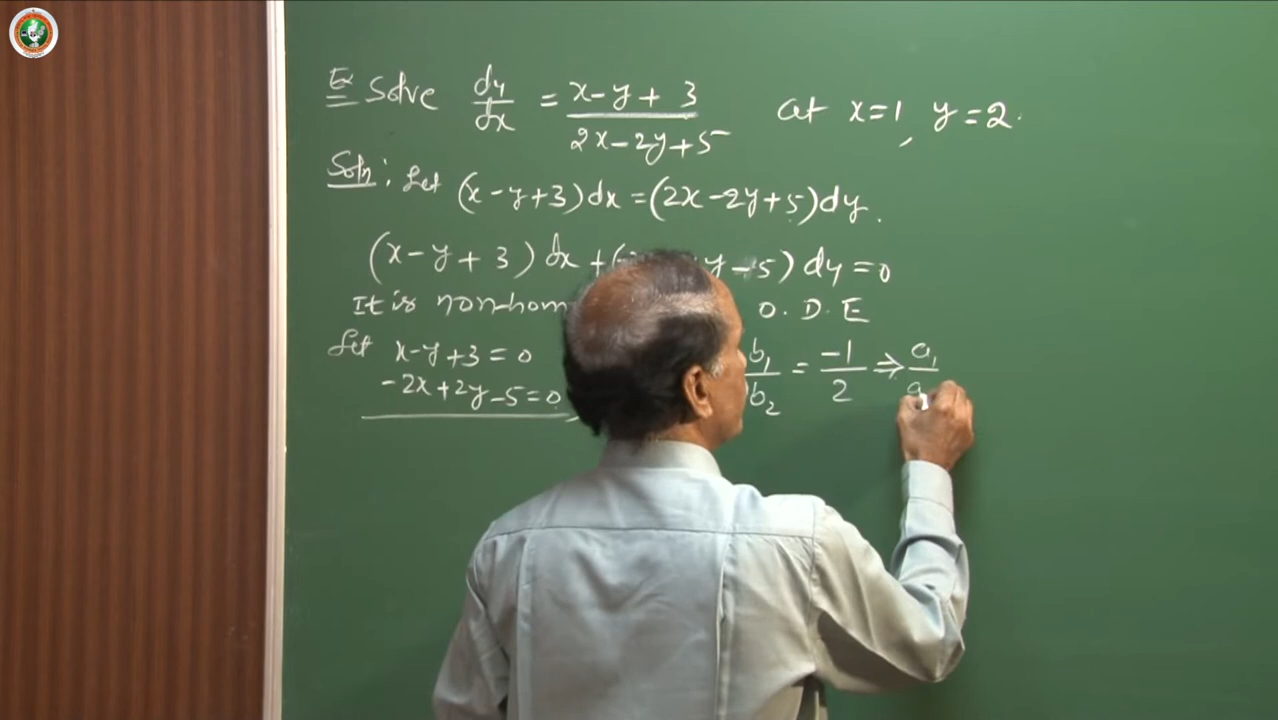 Ex Solve dy/dx = (x-y+3)/(2x-2y+5) at x=1, y=2.
Soln: Let (x-y+3)dx=(2x-2y+5)dy.
(x-y+3)dx+( y-5)dy=0
It is O.D.E
Let x-y+3=0
-2x+2y-5=0
b1/b2 = -1/2 ⇒ a1/a